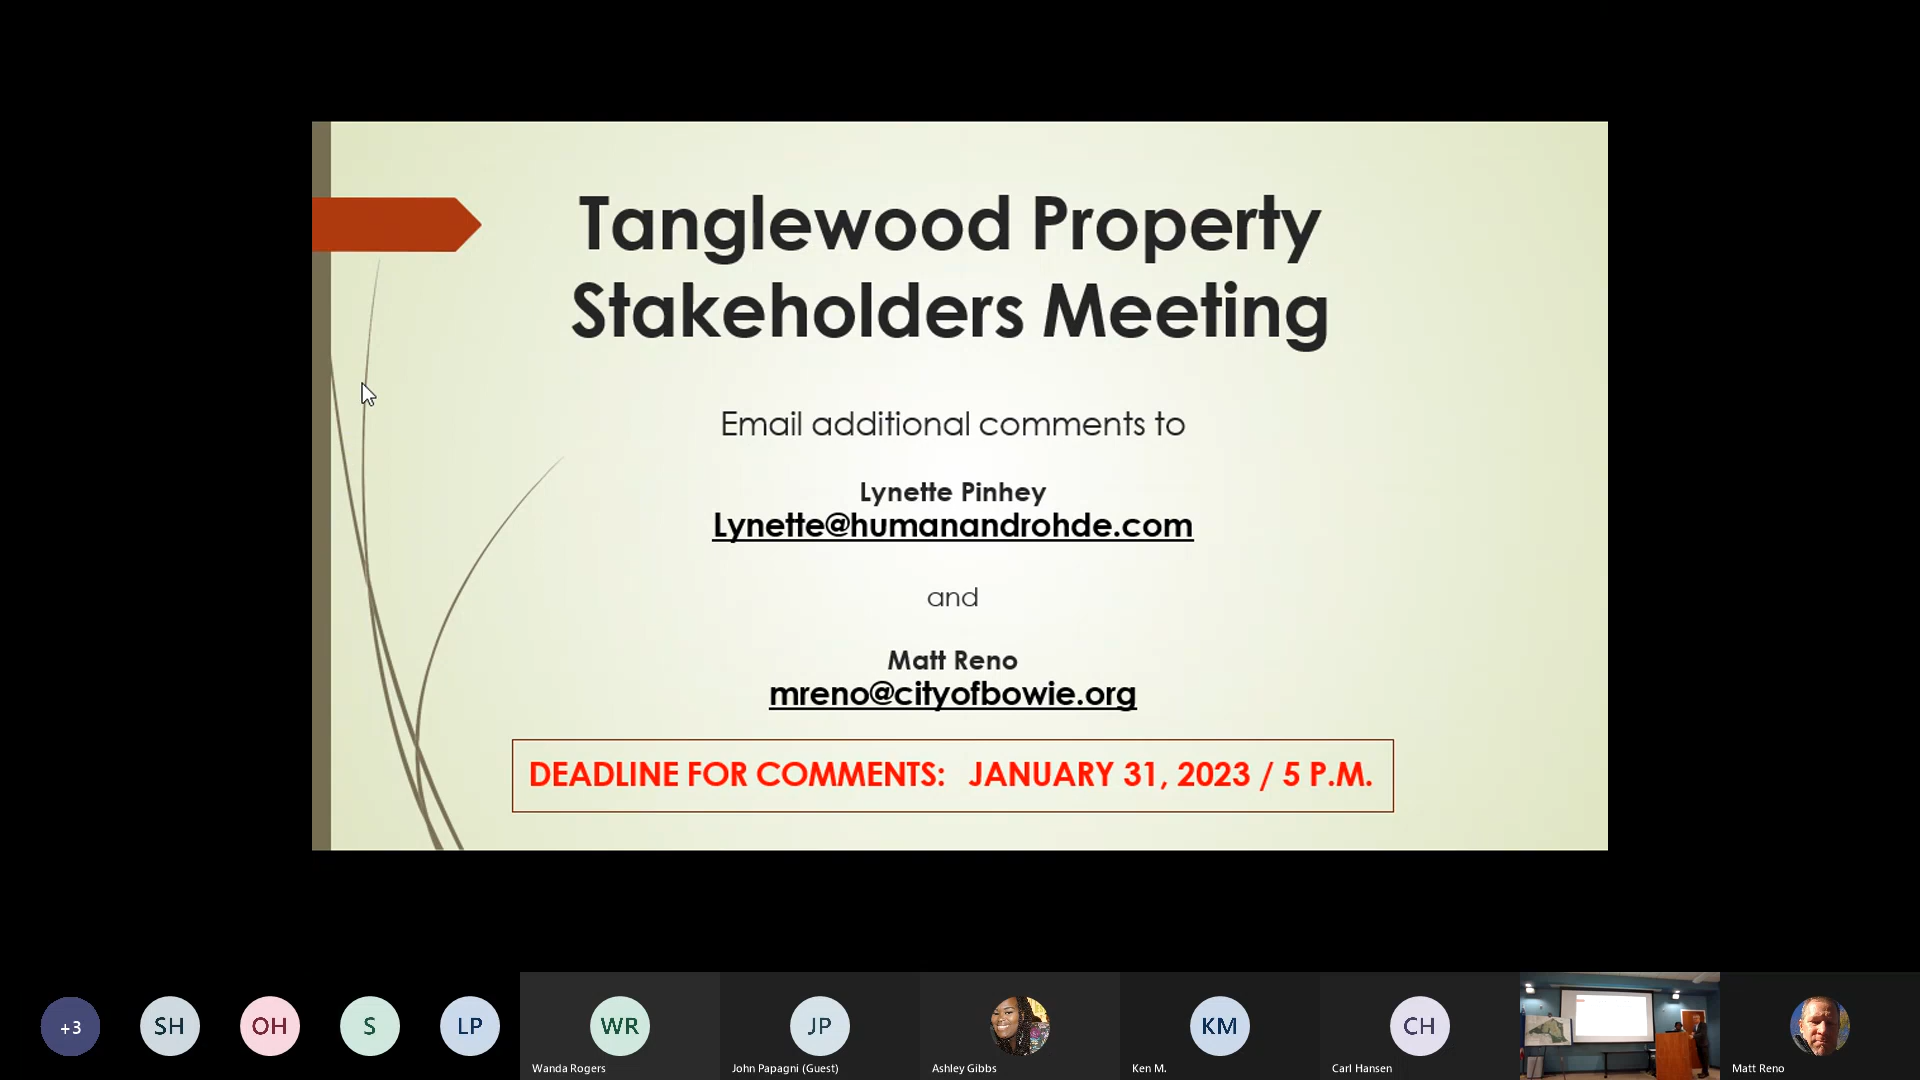 Tanglewood Property
Stakeholders Meeting
Email additional comments to
Lynette Pinhey
Lynette@humanandrohde.com
and
Matt Reno
mreno@cityofbowie.org
DEADLINE FOR COMMENTS: JANUARY 31, 2023 / 5 P.M.
+3
SH
OH
S
LP
WR
JP
KM
CH
Wanda Rogers
John Papagni (Guest)
Ashley Gibbs
Ken M.
Carl Hansen
Matt Reno